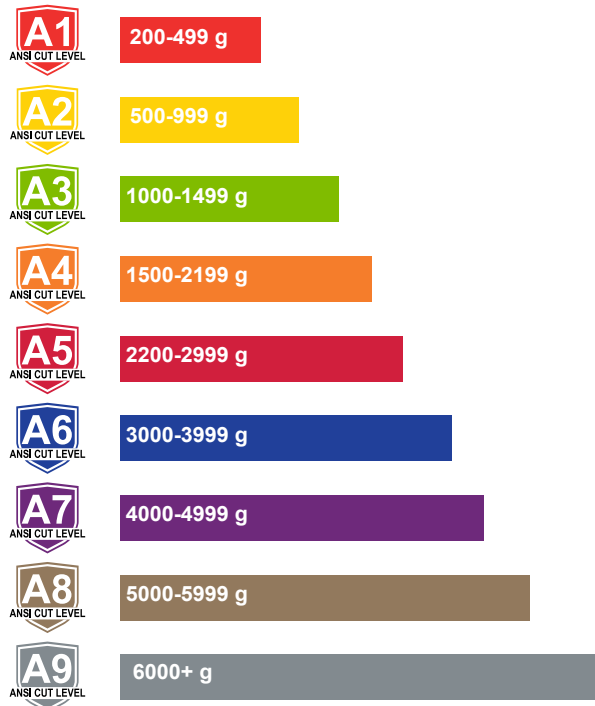 A1
ANSI CUT LEVEL
200-499 g
A2
ANSI CUT LEVEL
500-999 g
A3
ANSI CUT LEVEL
1000-1499 g
A4
ANSI CUT LEVEL
1500-2199 g
A5
ANSI CUT LEVEL
2200-2999 g
A6
ANSI CUT LEVEL
3000-3999 g
A7
ANSI CUT LEVEL
4000-4999 g
A8
ANSI CUT LEVEL
5000-5999 g
A9
ANSI CUT LEVEL
6000+ g